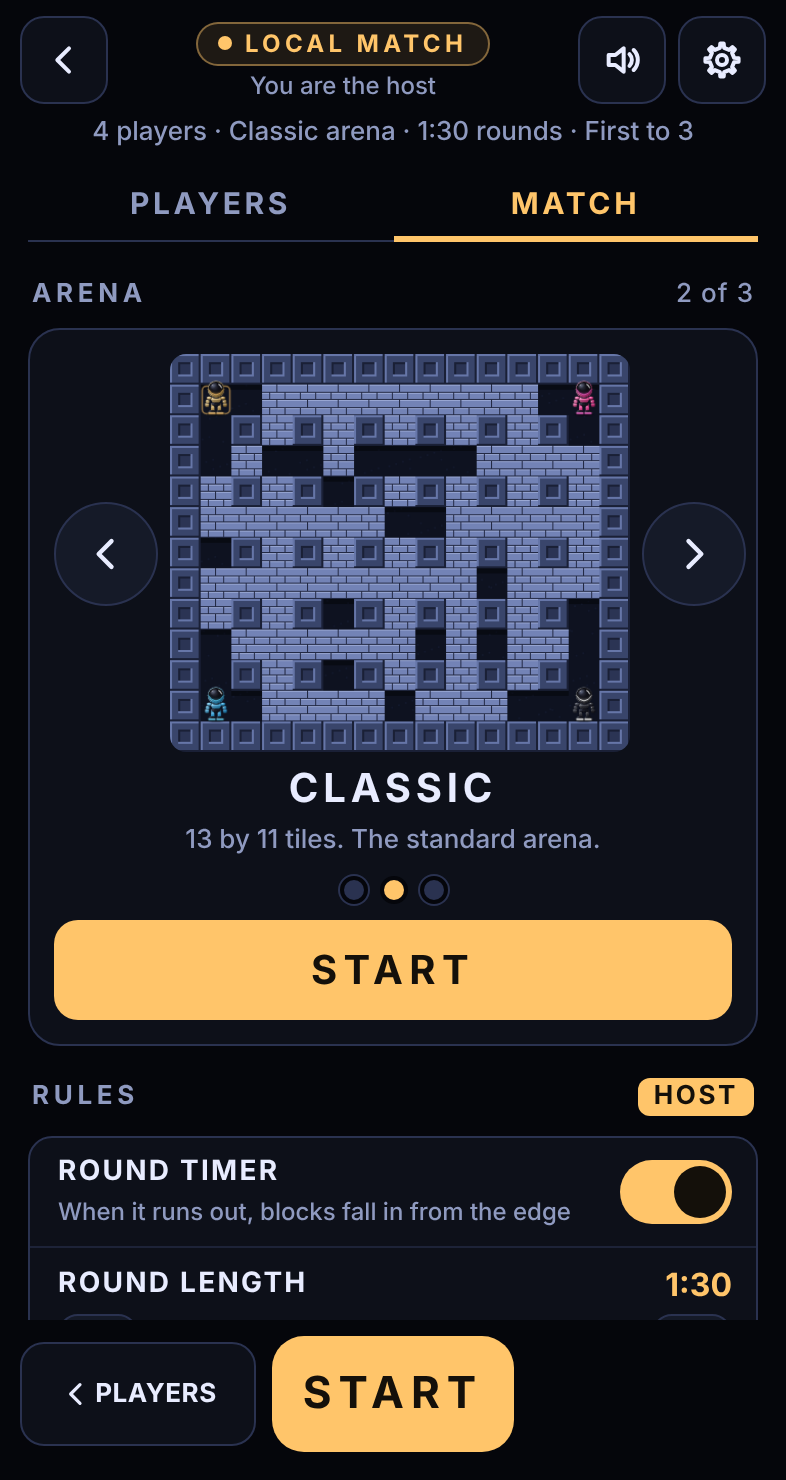 LOCAL MATCH
You are the host
4 players · Classic arena · 1:30 rounds · First to 3
PLAYERS
MATCH
ARENA
2 of 3
CLASSIC
13 by 11 tiles. The standard arena.
START
RULES
HOST
ROUND TIMER
When it runs out, blocks fall in from the edge
ROUND LENGTH
1:30
PLAYERS
START